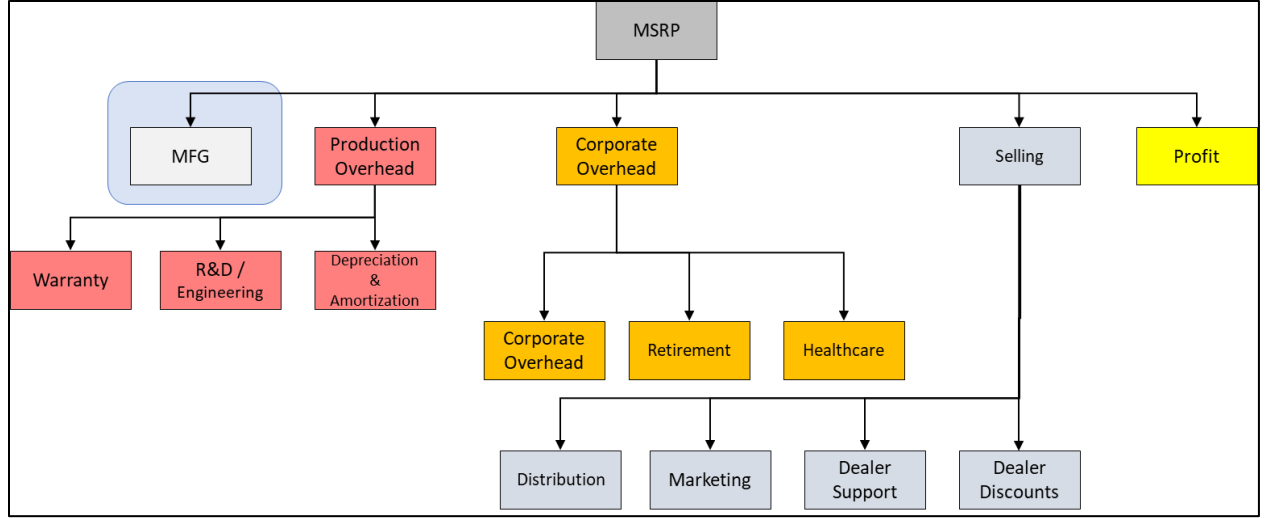 MSRP
MFG
Production
Overhead
Corporate
Overhead
Selling
Profit
Warranty
R&D /
Engineering
Depreciation
&
Amortization
Corporate
Overhead
Retirement
Healthcare
Distribution
Marketing
Dealer
Support
Dealer
Discounts